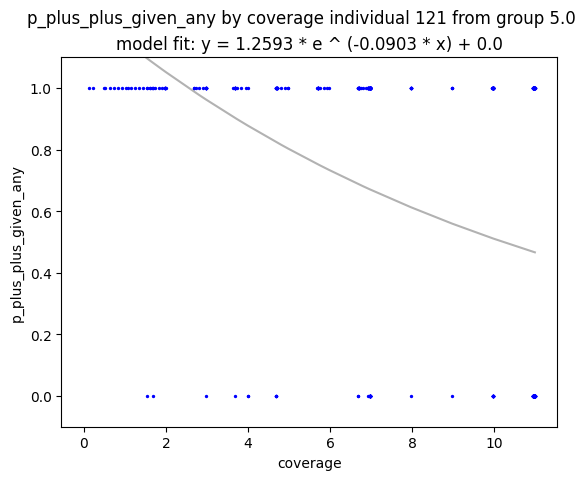 p_plus_plus_given_any by coverage individual 121 from group 5.0
model fit: y = 1.2593 * e ^ (-0.0903 * x) + 0.0
1.0
0.8
0.6
0.4
0.2
0.0
p_plus_plus_given_any
0 2 4 6 8 10
coverage